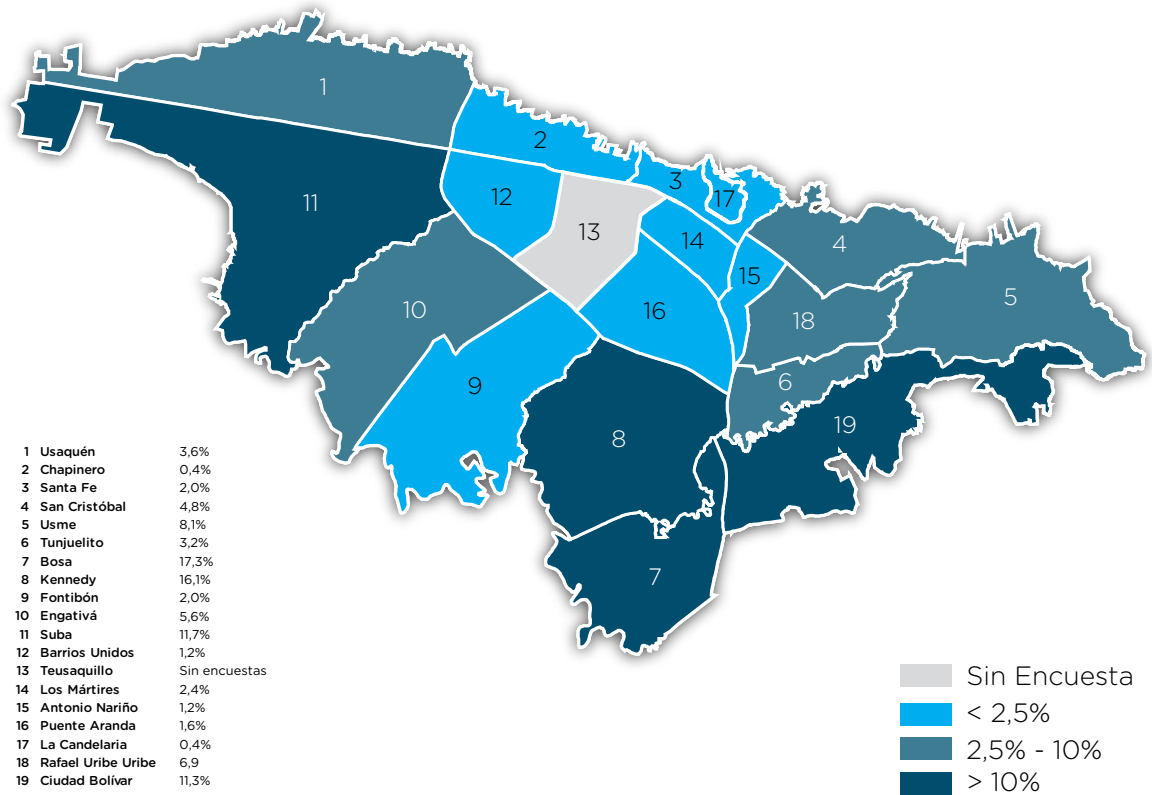 1
2
3
17
12
11
13
14
4
15
5
10
16
18
9
6
19
8
7
1 Usaquén 3,6%
2 Chapinero 0,4%
3 Santa Fe 2,0%
4 San Cristóbal 4,8%
5 Usme 8,1%
6 Tunjuelito 3,2%
7 Bosa 17,3%
8 Kennedy 16,1%
9 Fontibón 2,0%
10 Engativá 5,6%
11 Suba 11,7%
12 Barrios Unidos 1,2%
13 Teusaquillo Sin encuestas
14 Los Mártires 2,4%
15 Antonio Nariño 1,2%
16 Puente Aranda 1,6%
17 La Candelaria 0,4%
18 Rafael Uribe Uribe 6,9
19 Ciudad Bolívar 11,3%
Sin Encuesta
< 2,5%
2,5% - 10%
> 10%